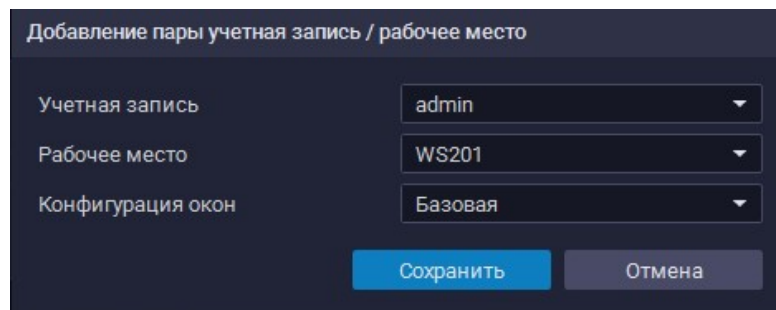 Добавление пары учетная запись / рабочее место
Учетная запись admin
Рабочее место WS201
Конфигурация окон Базовая
Сохранить Отмена